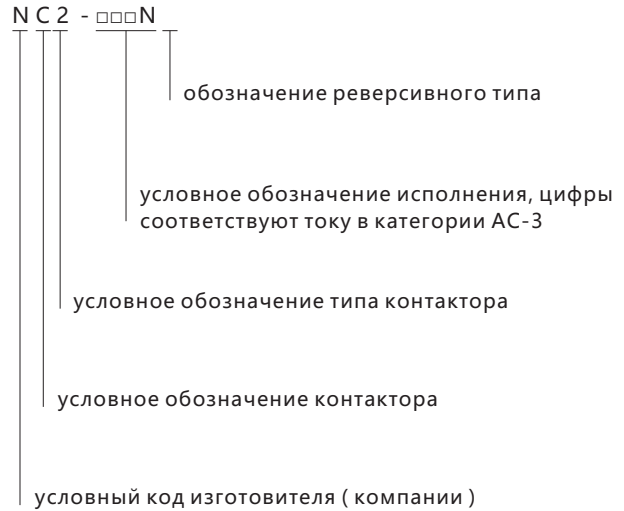 NC2 - □□□N
обозначение реверсивного типа
условное обозначение исполнения, цифры
соответствуют току в категории АС-3
условное обозначение типа контактора
условное обозначение контактора
условный код изготовителя ( компании )